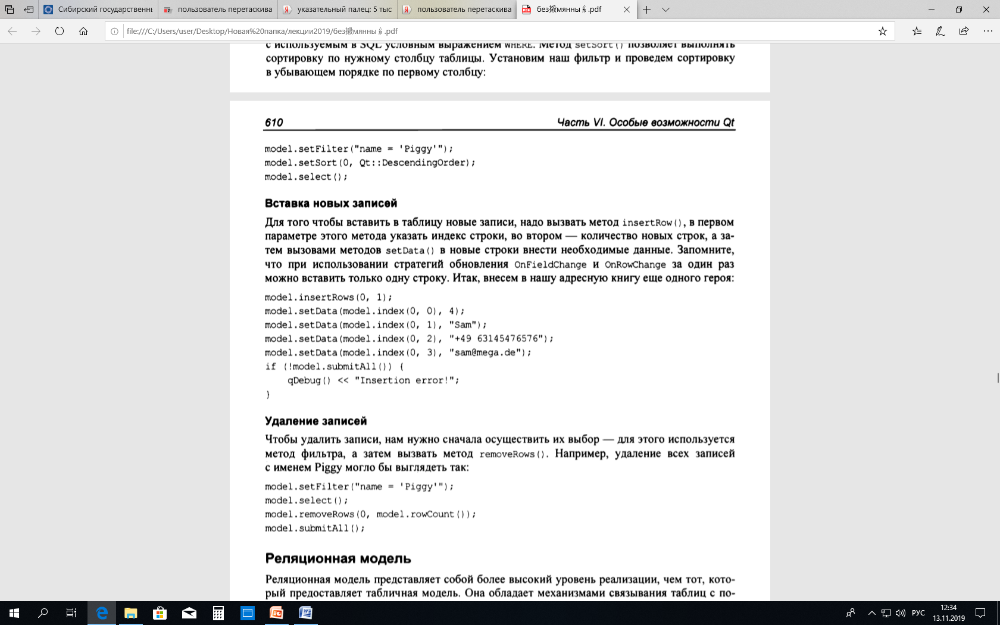 Сибирский государственны
пользователь перетаскива
указательный палец: 5 тыс
пользователь перетаскива
без掇мянны .pdf
file:///C:/Users/user/Desktop/Новая%20папка/лекции2019/без掇мянны .pdf
с используемым в SQL условным выражением WHERE. Метод setSort() позволяет выполнять
сортировку по нужному столбцу таблицы. Установим наш фильтр и проведем сортировку
в убывающем порядке по первому столбцу:
610 Часть VI. Особые возможности Qt
model.setFilter("name = 'Piggy'");
model.setSort(0, Qt::DescendingOrder);
model.select();
Вставка новых записей
Для того чтобы вставить в таблицу новые записи, надо вызвать метод insertRow(), в первом
параметре этого метода указать индекс строки, во втором — количество новых строк, а за-
тем вызовами методов setData() в новые строки внести необходимые данные. Запомните,
что при использовании стратегий обновления OnFieldChange и OnRowChange за один раз
можно вставить только одну строку. Итак, внесем в нашу адресную книгу еще одного героя:
model.insertRows(0, 1);
model.setData(model.index(0, 0), 4);
model.setData(model.index(0, 1), "Sam");
model.setData(model.index(0, 2), "+49 63145476576");
model.setData(model.index(0, 3), "sam@mega.de");
if (!model.submitAll()) {
qDebug() << "Insertion error!";
}
Удаление записей
Чтобы удалить записи, нам нужно сначала осуществить их выбор — для этого используется
метод фильтра, а затем вызвать метод removeRows(). Например, удаление всех записей
с именем Piggy могло бы выглядеть так:
model.setFilter("name = 'Piggy'");
model.select();
model.removeRows(0, model.rowCount());
model.submitAll();
Реляционная модель
Реляционная модель представляет собой более высокий уровень реализации, чем тот, кото-
рый предоставляет табличная модель. Она обладает механизмами связывания таблиц с по-
РУС
12:34
13.11.2019